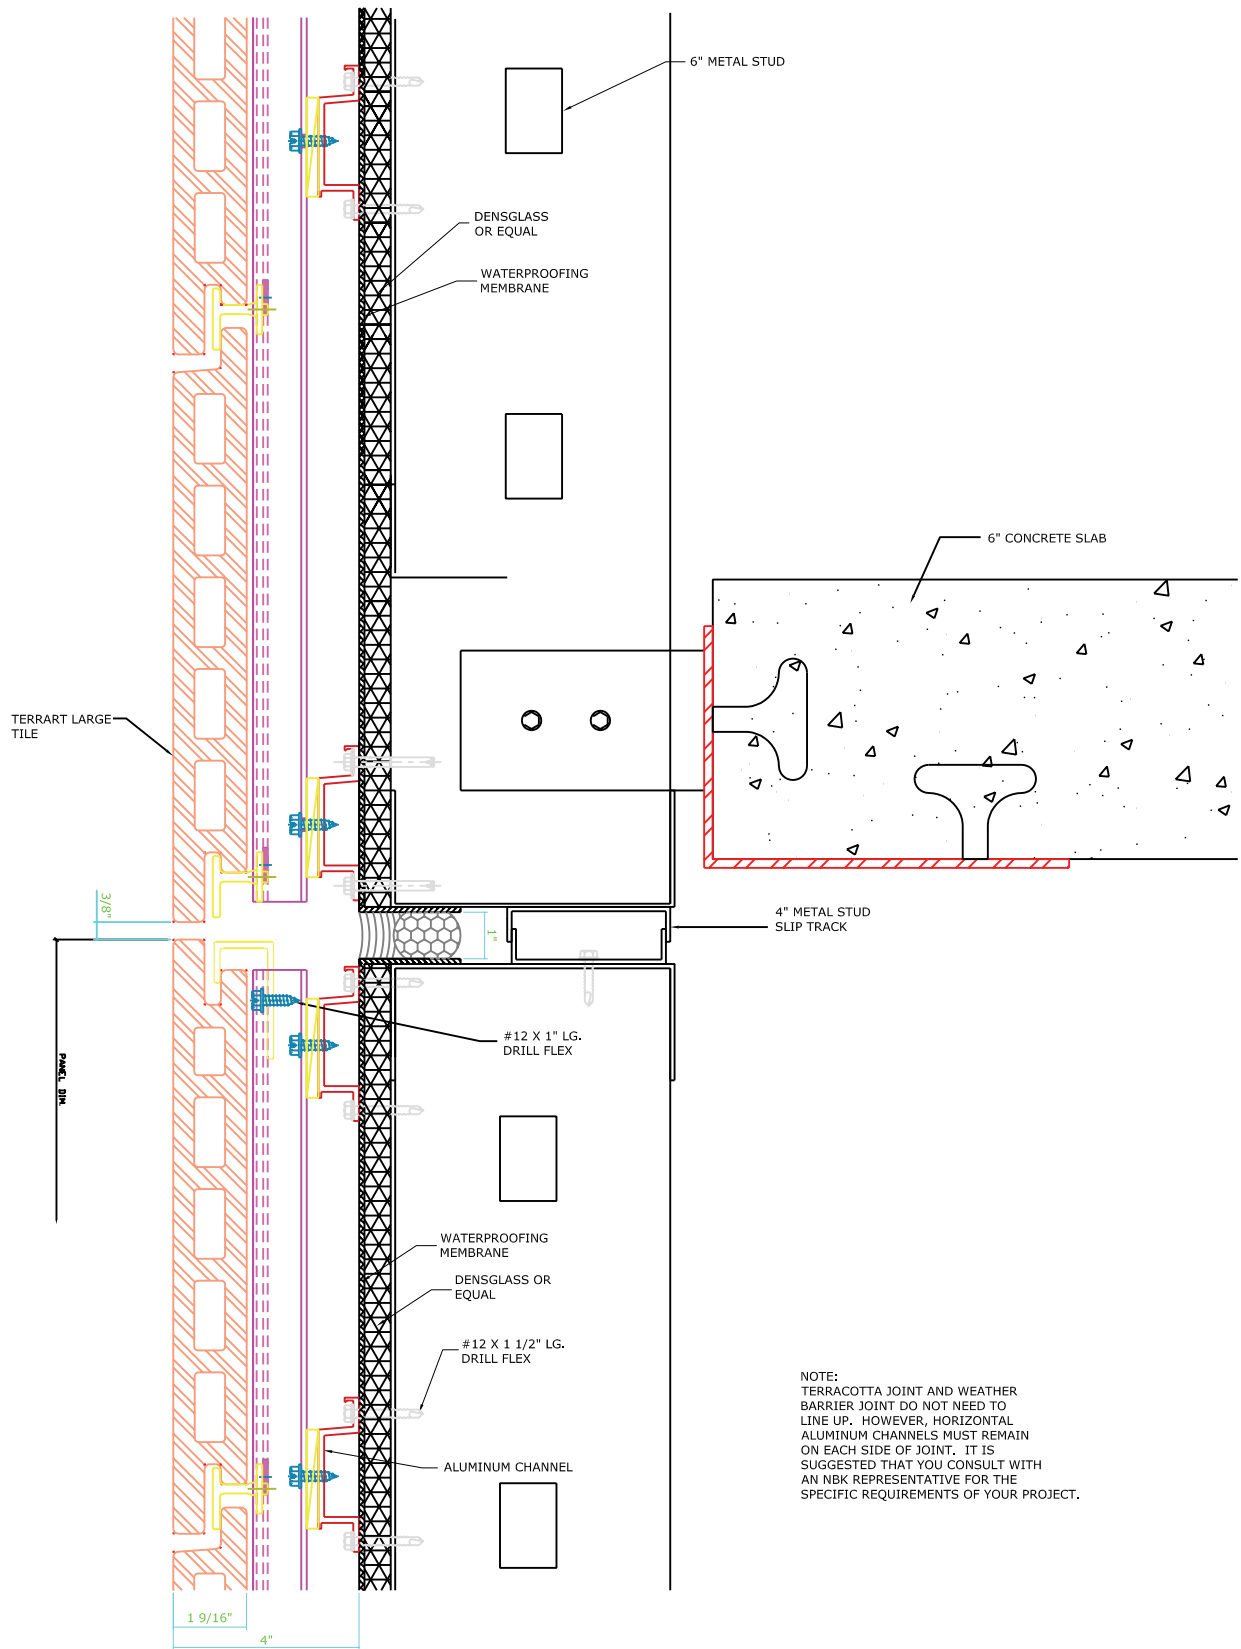 6" METAL STUD
DENSGLASS
OR EQUAL
WATERPROOFING
MEMBRANE
6" CONCRETE SLAB
TERRART LARGE
TILE
3/8"
4" METAL STUD
SLIP TRACK
1"
#12 X 1" LG.
DRILL FLEX
PANEL DIM.
WATERPROOFING
MEMBRANE
DENSGLASS OR
EQUAL
#12 X 1 1/2" LG.
DRILL FLEX
ALUMINUM CHANNEL
NOTE:
TERRACOTTA JOINT AND WEATHER
BARRIER JOINT DO NOT NEED TO
LINE UP.  HOWEVER, HORIZONTAL
ALUMINUM CHANNELS MUST REMAIN
ON EACH SIDE OF JOINT.  IT IS
SUGGESTED THAT YOU CONSULT WITH
AN NBK REPRESENTATIVE FOR THE
SPECIFIC REQUIREMENTS OF YOUR PROJECT.
1 9/16"
4"